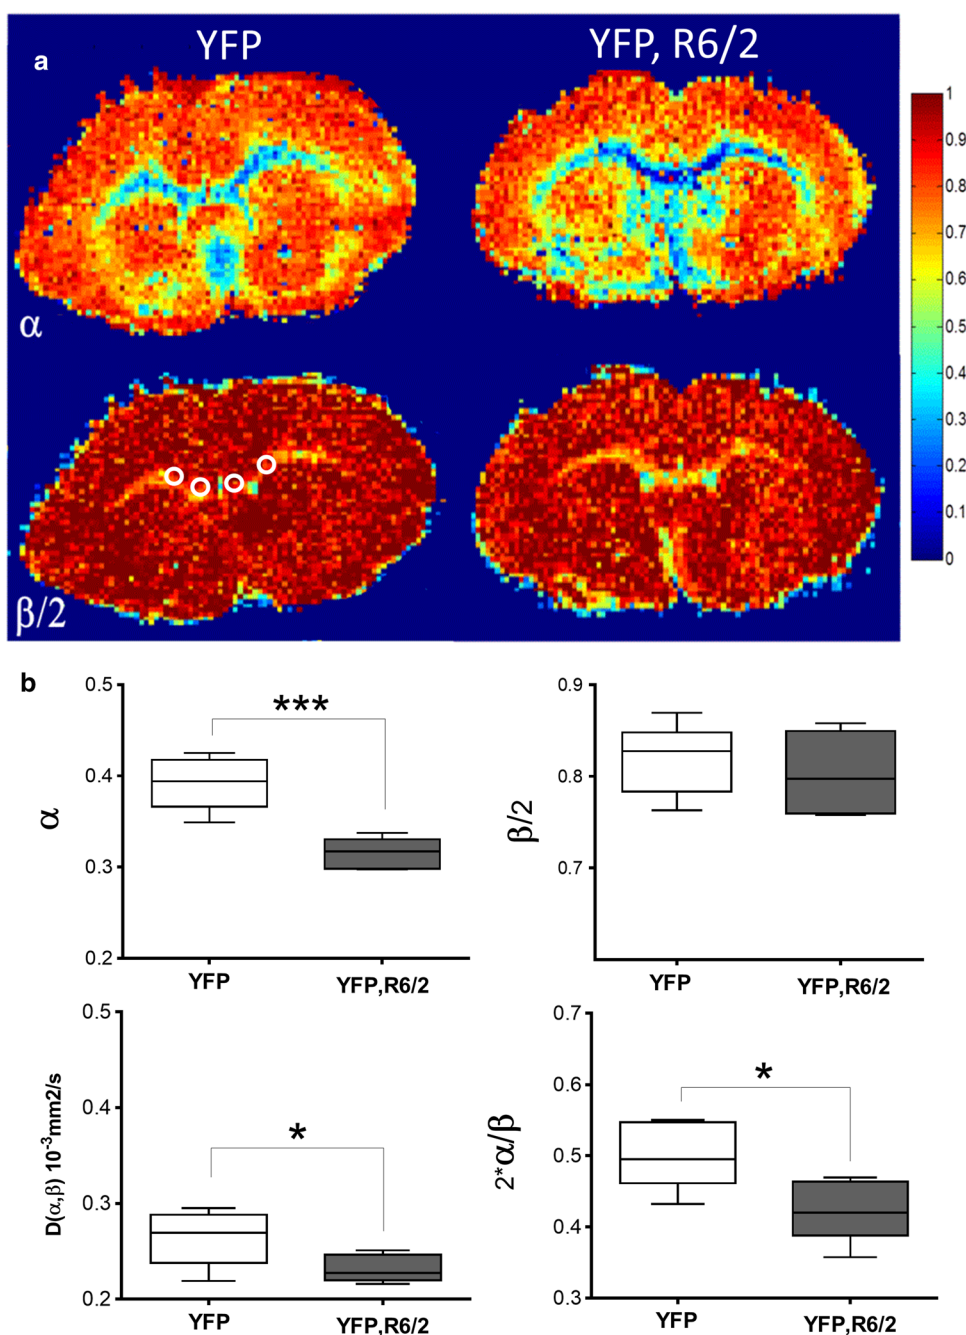 a
YFP
YFP, R6/2
α
β/2
1
0.9
0.8
0.7
0.6
0.5
0.4
0.3
0.2
0.1
0
b
0.5
0.4
0.3
0.2
α
***
YFP
YFP,R6/2
0.9
0.8
0.7
β/2
YFP
YFP,R6/2
0.5
0.4
0.3
0.2
D(α,β) 10⁻³mm2/s
*
YFP
YFP,R6/2
0.7
0.6
0.5
0.4
0.3
2*α/β
*
YFP
YFP,R6/2